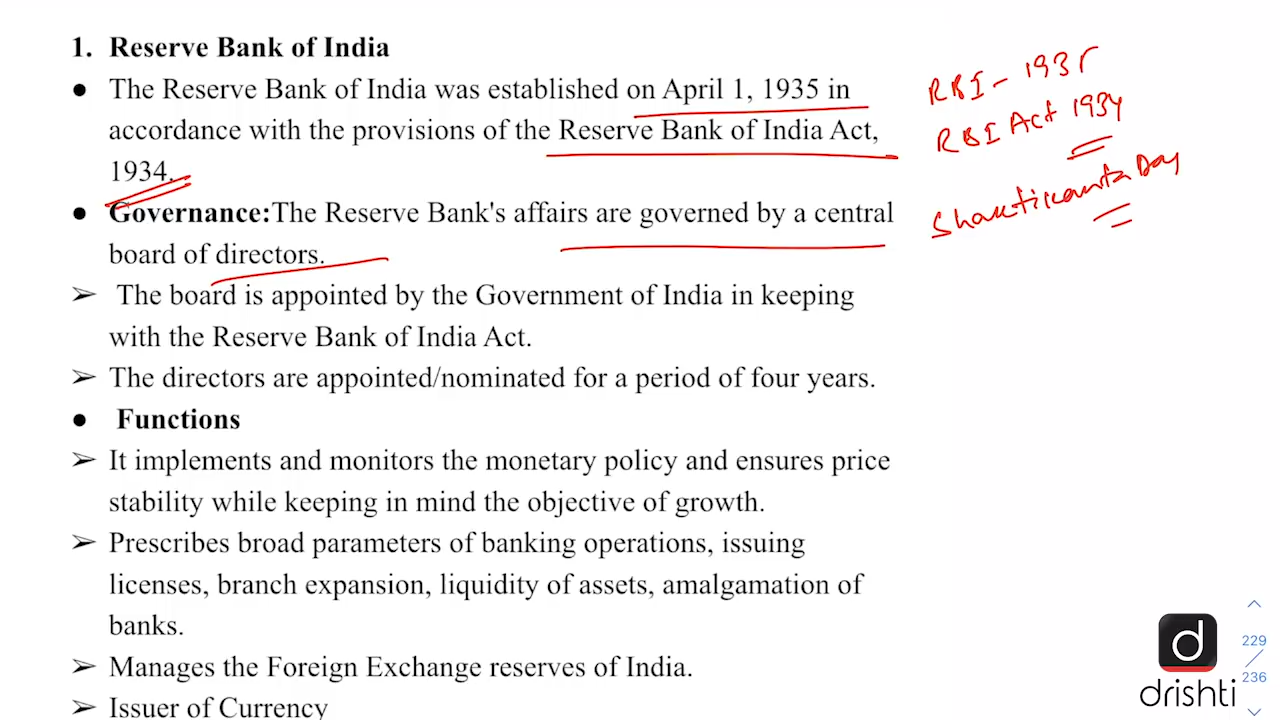 1. Reserve Bank of India
● The Reserve Bank of India was established on April 1, 1935 in
accordance with the provisions of the Reserve Bank of India Act,
1934.
● Governance:The Reserve Bank's affairs are governed by a central
board of directors.
➢ The board is appointed by the Government of India in keeping
with the Reserve Bank of India Act.
➢ The directors are appointed/nominated for a period of four years.
● Functions
➢ It implements and monitors the monetary policy and ensures price
stability while keeping in mind the objective of growth.
➢ Prescribes broad parameters of banking operations, issuing
licenses, branch expansion, liquidity of assets, amalgamation of
banks.
➢ Manages the Foreign Exchange reserves of India.
➢ Issuer of Currency
RBI - 1935
RBI Act 1934
Shaktikanta Das
229
/
236
d
drishti